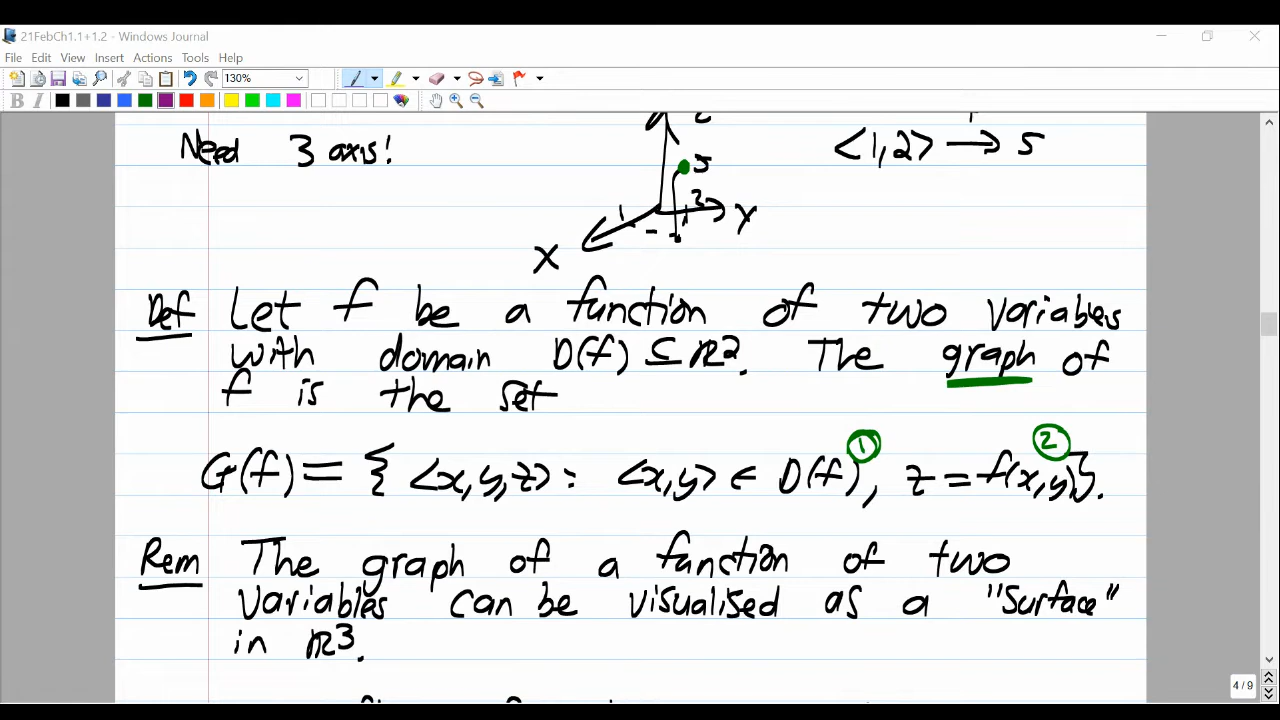 21FebCh1.1+1.2 - Windows Journal
File Edit View Insert Actions Tools Help
130%
B I
Need 3 axis!
z
5
1
2
Y
X
<1,2> → 5
Def Let f be a function of two variables
with domain D(f) ⊆ R². The graph of
f is the set
① ②
G(f) = { <x,y,z> : <x,y> ∈ D(f), z = f(x,y)}.
Rem The graph of a function of two
variables can be visualised as a "surface"
in R³.
4 / 9